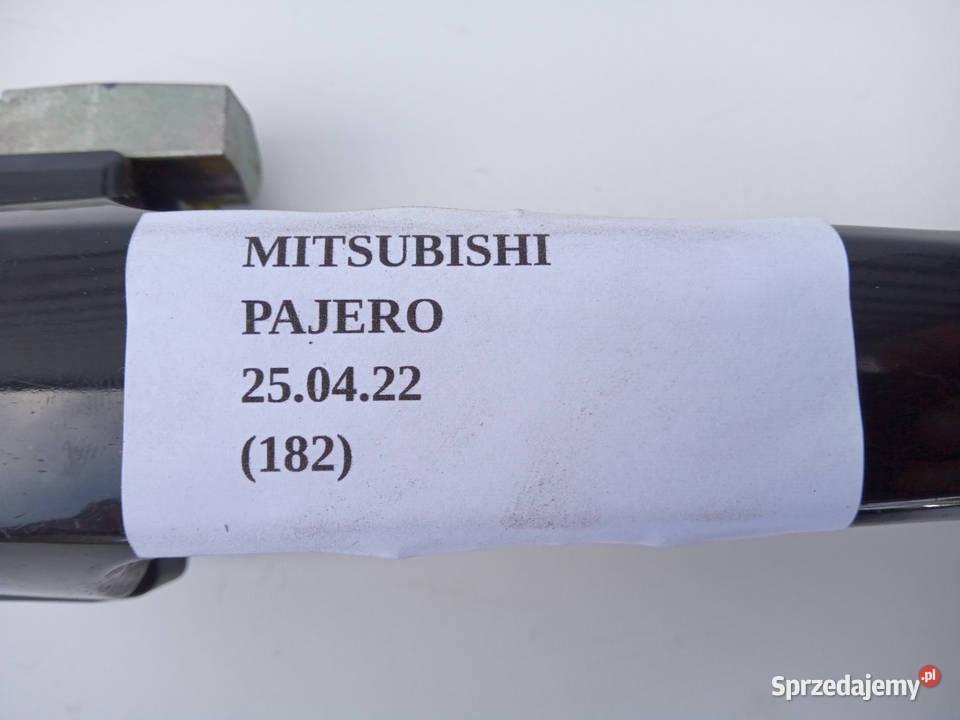 MITSUBISHI
PAJERO
25.04.22
(182)
Sprzedajemy.pl